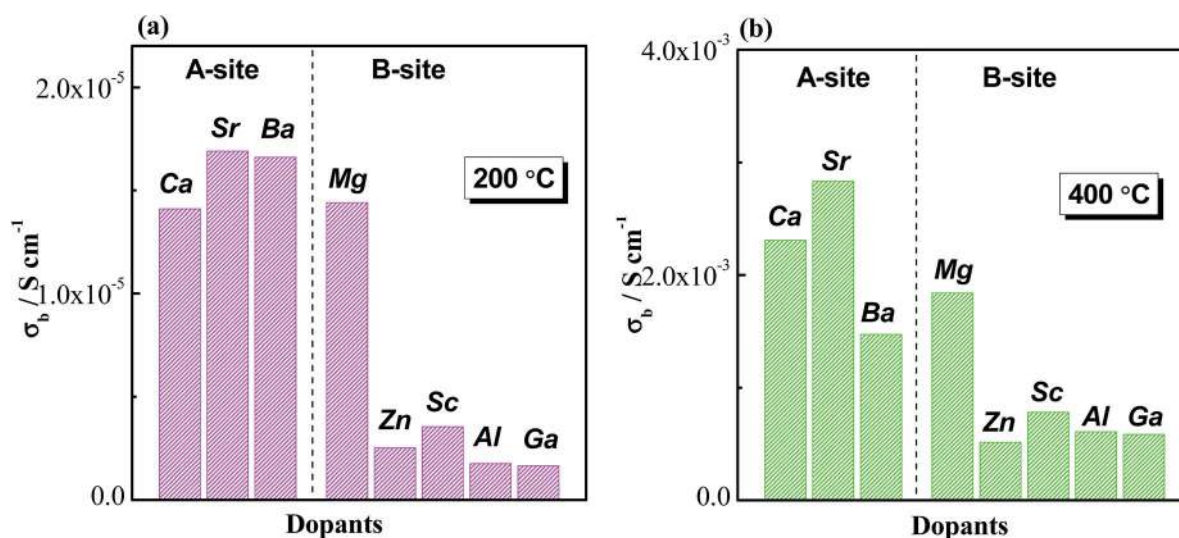 (a)
A-site B-site
2.0x10⁻⁵
Sr Ba
Ca Mg
200 °C
1.0x10⁻⁵
σb / S cm⁻¹
Zn Sc Al Ga
0.0
Dopants
(b)
4.0x10⁻³
A-site B-site
Sr
400 °C
Ca
2.0x10⁻³
Mg
Ba
σb / S cm⁻¹
Zn Sc Al Ga
0.0
Dopants